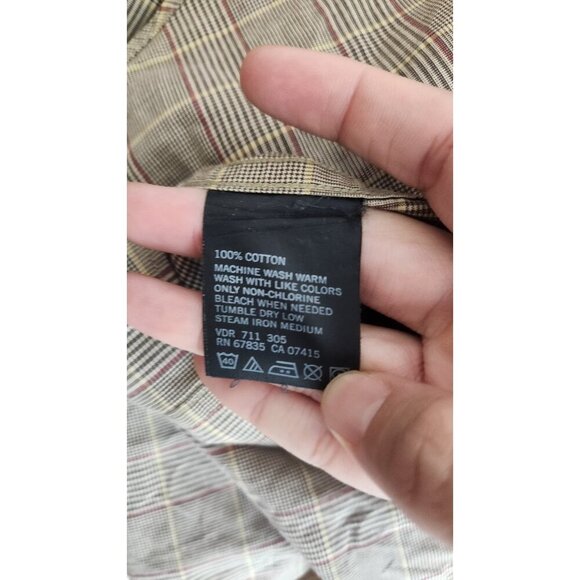 100% COTTON
MACHINE WASH WARM
WASH WITH LIKE COLORS
ONLY NON-CHLORINE
BLEACH WHEN NEEDED
TUMBLE DRY LOW
STEAM IRON MEDIUM
VDR 711 305
RN 67835 CA 07415
40